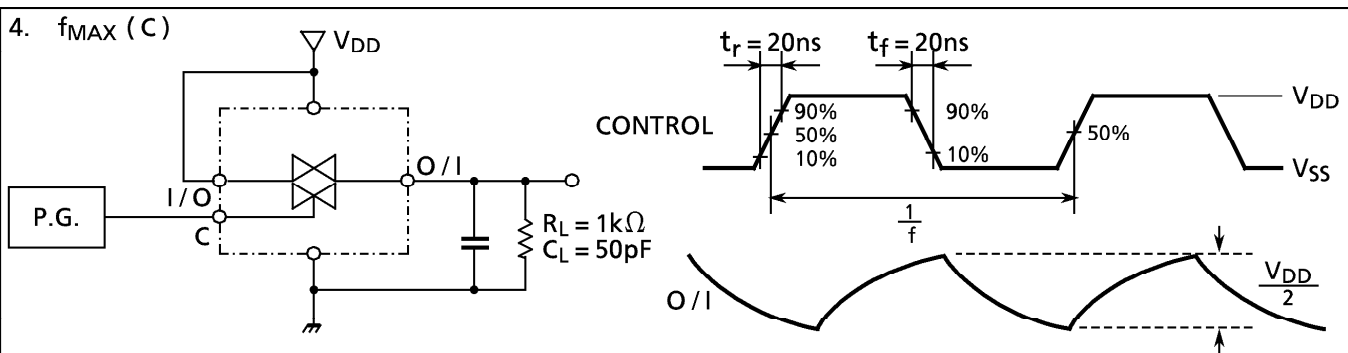 4. fMAX (C)
VDD
I/O
O/I
P.G.
C
RL = 1kΩ
CL = 50pF
tr = 20ns
tf = 20ns
CONTROL
90%
50%
10%
90%
10%
50%
VDD
VSS
1/f
O/I
VDD/2